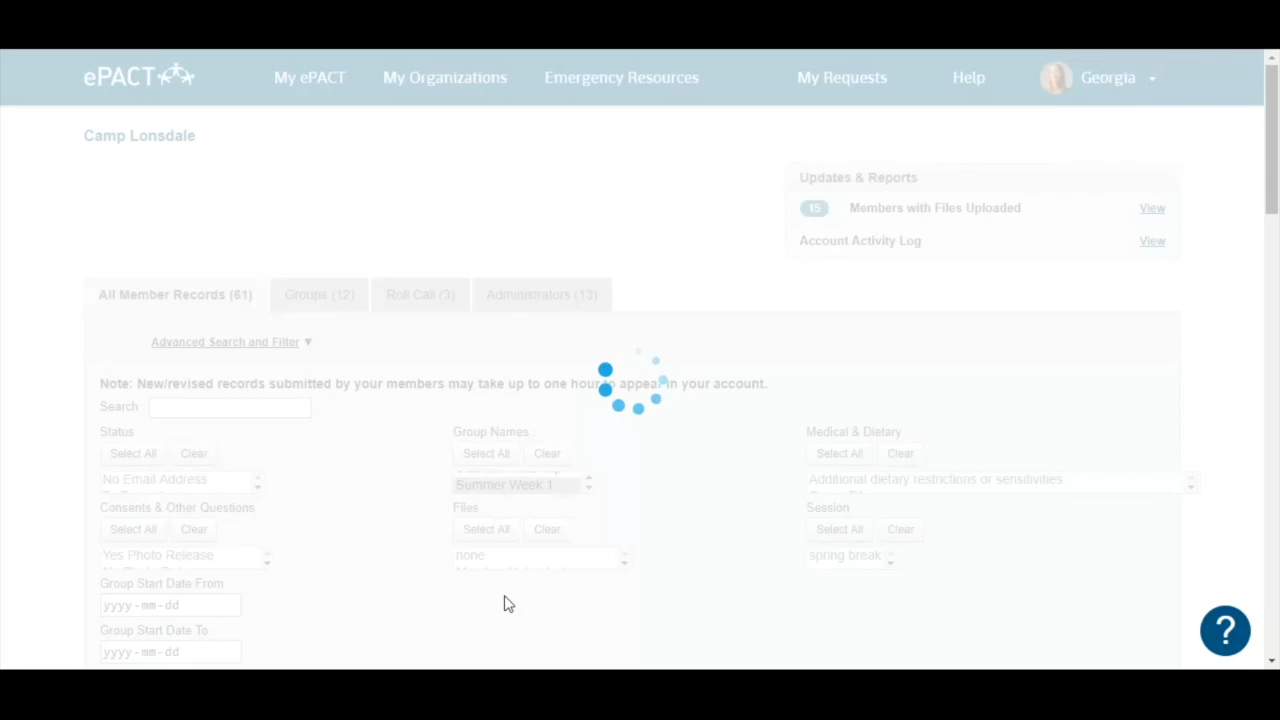 ePACT
My ePACT My Organizations Emergency Resources My Requests Help Georgia
Camp Lonsdale
Updates & Reports
15 Members with Files Uploaded View
Account Activity Log View
All Member Records (61) Groups (12) Roll Call (3) Administrators (13)
Advanced Search and Filter ▼
Note: New/revised records submitted by your members may take up to one hour to appear in your account.
Search
Status Group Names Medical & Dietary
Select All Clear Select All Clear Select All Clear
No Email Address Summer Week 1 Additional dietary restrictions or sensitivities
Consents & Other Questions Files Session
Select All Clear Select All Clear Select All Clear
Yes Photo Release none spring break
Group Start Date From
yyyy-mm-dd
Group Start Date To
yyyy-mm-dd
?